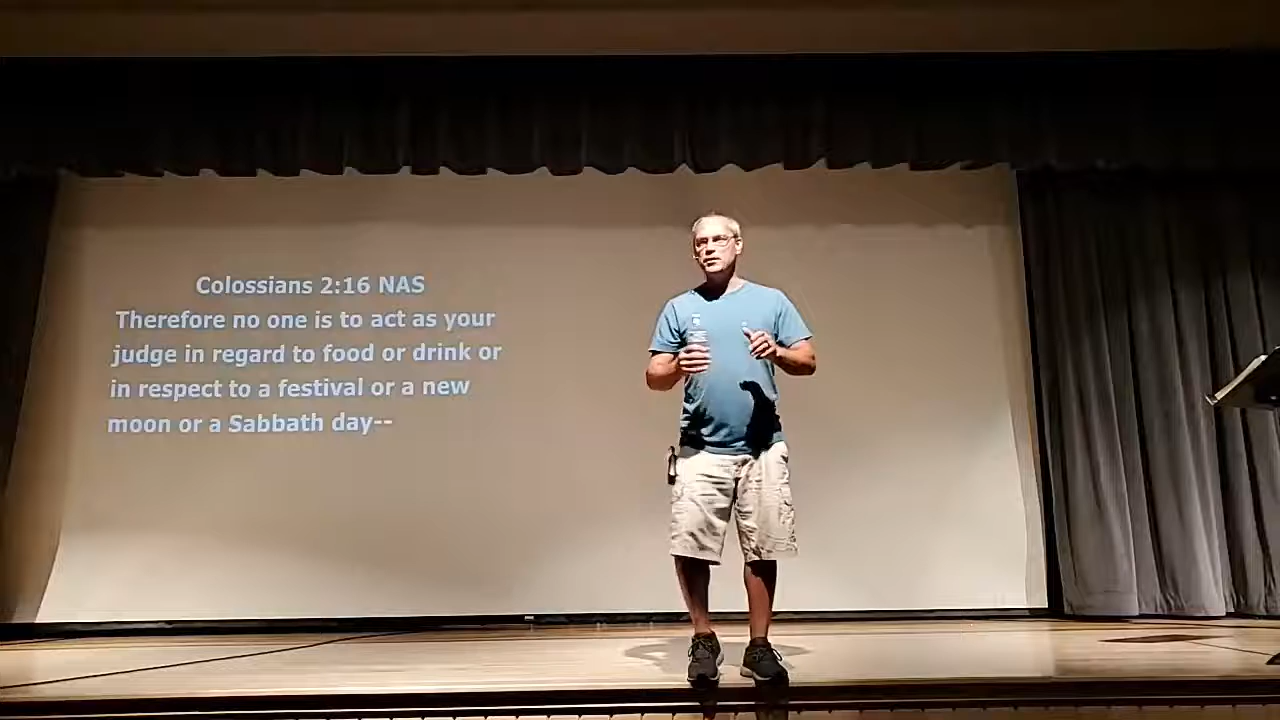 Colossians 2:16 NAS
Therefore no one is to act as your
judge in regard to food or drink or
in respect to a festival or a new
moon or a Sabbath day--